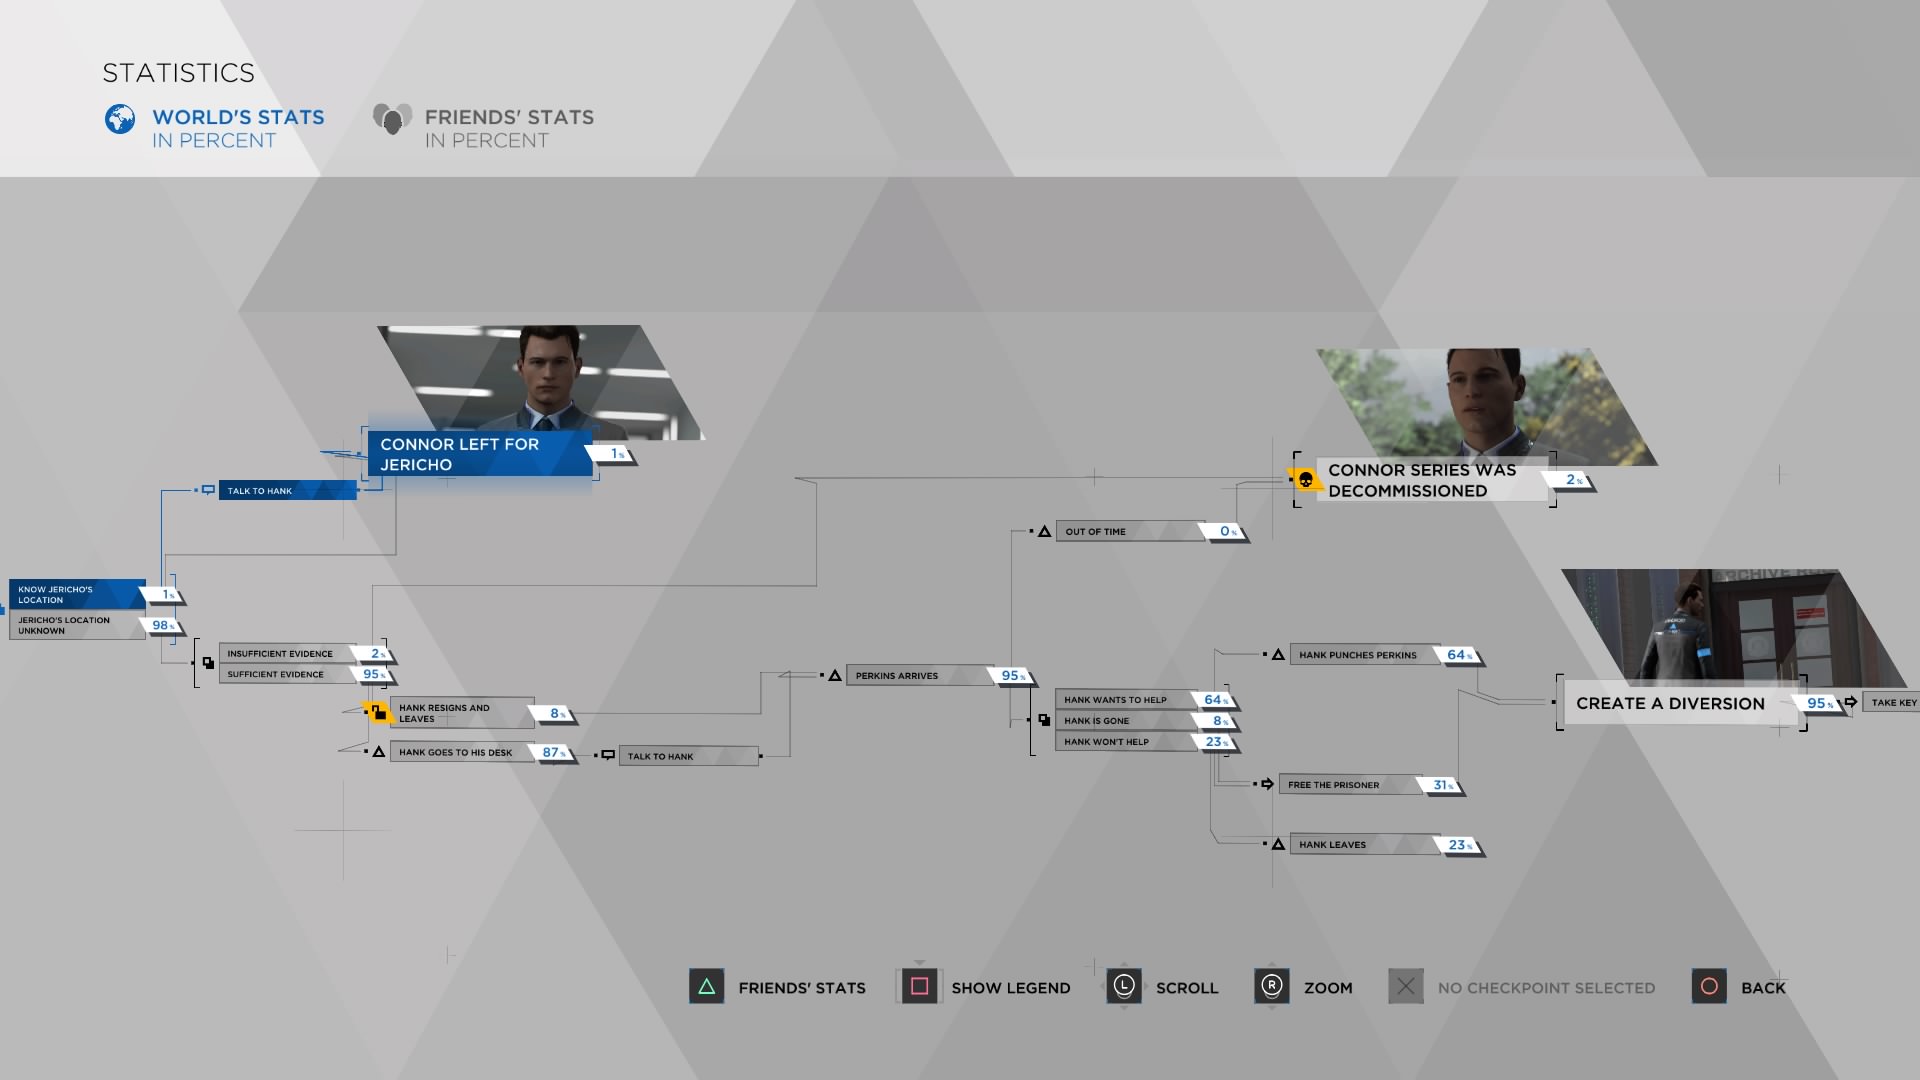 STATISTICS
WORLD'S STATS
IN PERCENT
FRIENDS' STATS
IN PERCENT
CONNOR LEFT FOR
JERICHO
1%
TALK TO HANK
KNOW JERICHO'S
LOCATION
1%
JERICHO'S LOCATION
UNKNOWN
98%
INSUFFICIENT EVIDENCE
2%
SUFFICIENT EVIDENCE
95%
HANK RESIGNS AND
LEAVES
8%
HANK GOES TO HIS DESK
87%
TALK TO HANK
PERKINS ARRIVES
95%
OUT OF TIME
0%
CONNOR SERIES WAS
DECOMMISSIONED
2%
HANK WANTS TO HELP
64%
HANK IS GONE
8%
HANK WON'T HELP
23%
HANK PUNCHES PERKINS
64%
FREE THE PRISONER
31%
HANK LEAVES
23%
CREATE A DIVERSION
95%
TAKE KEY
FRIENDS' STATS
SHOW LEGEND
L
SCROLL
R
ZOOM
NO CHECKPOINT SELECTED
BACK